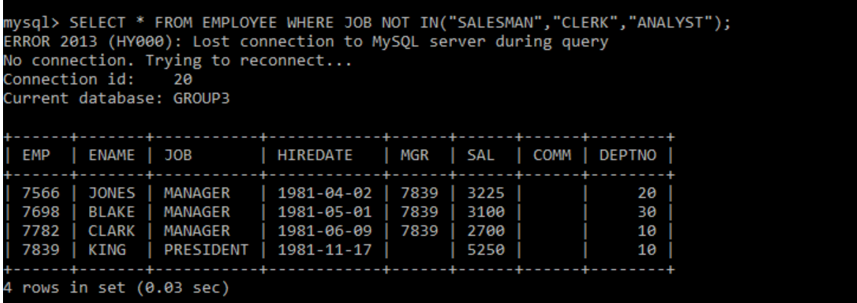 mysql> SELECT * FROM EMPLOYEE WHERE JOB NOT IN("SALESMAN","CLERK","ANALYST");
ERROR 2013 (HY000): Lost connection to MySQL server during query
No connection. Trying to reconnect...
Connection id:    20
Current database: GROUP3
+------+-------+-----------+------------+------+------+------+--------+
| EMP  | ENAME | JOB       | HIREDATE   | MGR  | SAL  | COMM | DEPTNO |
+------+-------+-----------+------------+------+------+------+--------+
| 7566 | JONES | MANAGER   | 1981-04-02 | 7839 | 3225 |      |     20 |
| 7698 | BLAKE | MANAGER   | 1981-05-01 | 7839 | 3100 |      |     30 |
| 7782 | CLARK | MANAGER   | 1981-06-09 | 7839 | 2700 |      |     10 |
| 7839 | KING  | PRESIDENT | 1981-11-17 |      | 5250 |      |     10 |
+------+-------+-----------+------------+------+------+------+--------+
4 rows in set (0.03 sec)